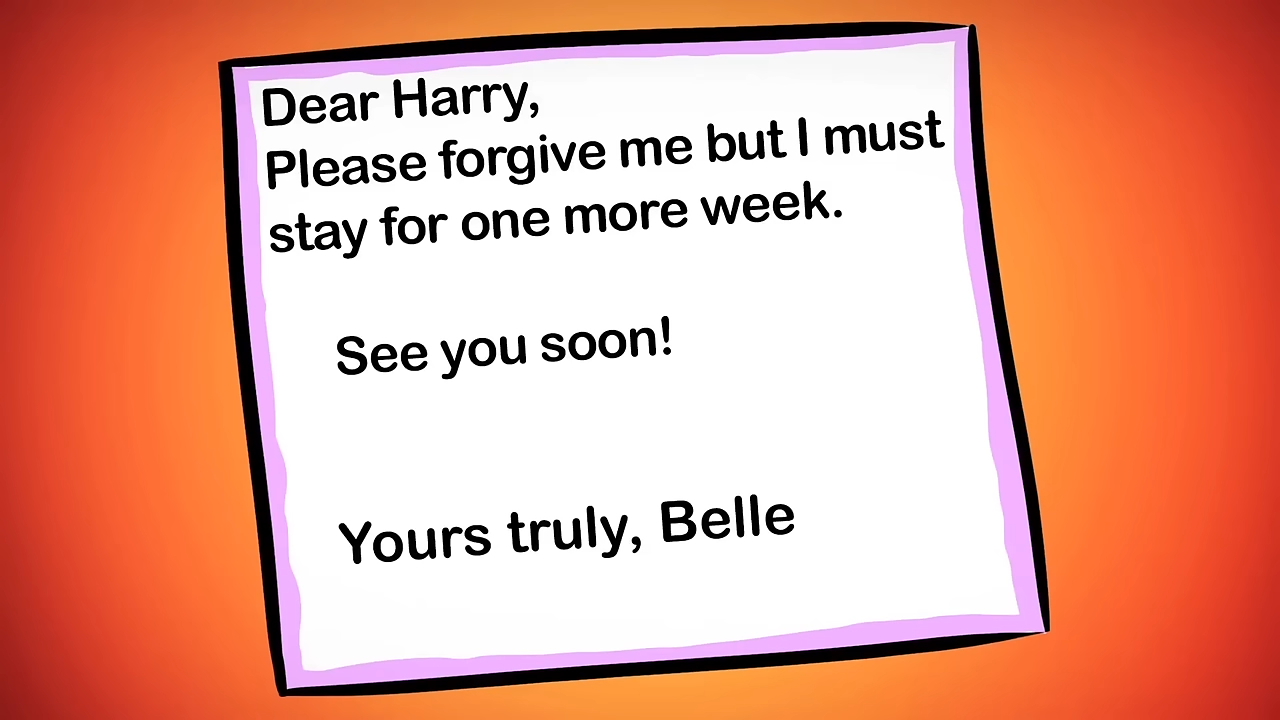 Dear Harry,
Please forgive me but I must
stay for one more week.
See you soon!
Yours truly, Belle